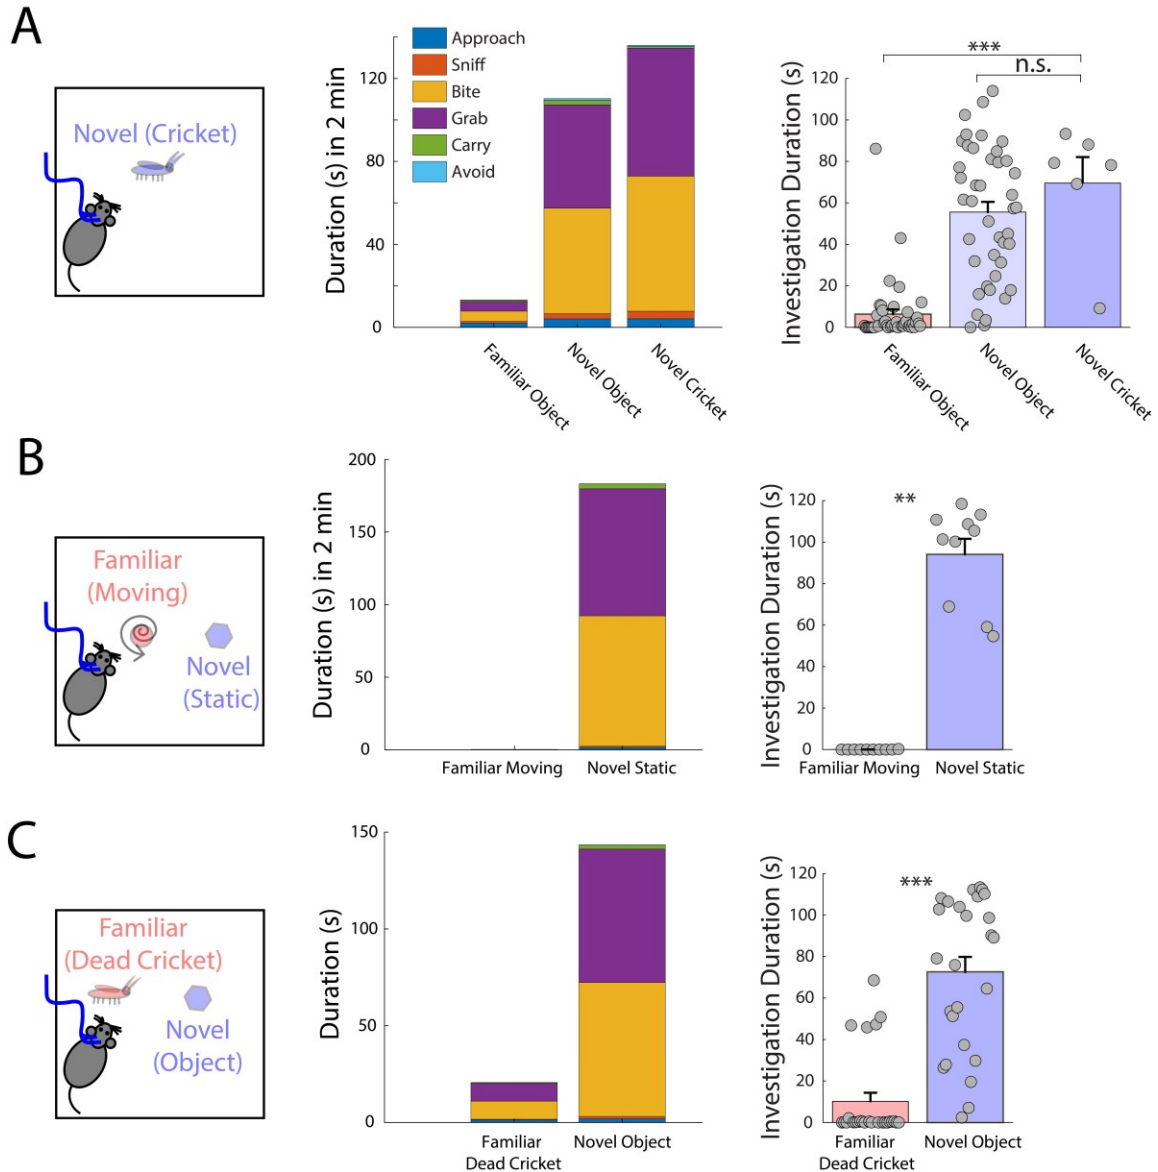 A
Novel (Cricket)
Duration (s) in 2 min
120
80
40
0
Approach
Sniff
Bite
Grab
Carry
Avoid
Familiar Object
Novel Object
Novel Cricket
Investigation Duration (s)
120
100
80
60
40
20
0
***
n.s.
Familiar Object
Novel Object
Novel Cricket
B
Familiar
(Moving)
Novel
(Static)
Duration (s) in 2 min
200
150
100
50
0
Familiar Moving
Novel Static
Investigation Duration (s)
120
100
80
60
40
20
0
**
Familiar Moving
Novel Static
C
Familiar
(Dead Cricket)
Novel
(Object)
Duration (s)
150
100
50
0
Familiar
Dead Cricket
Novel Object
Investigation Duration (s)
120
100
80
60
40
20
0
***
Familiar
Dead Cricket
Novel Object